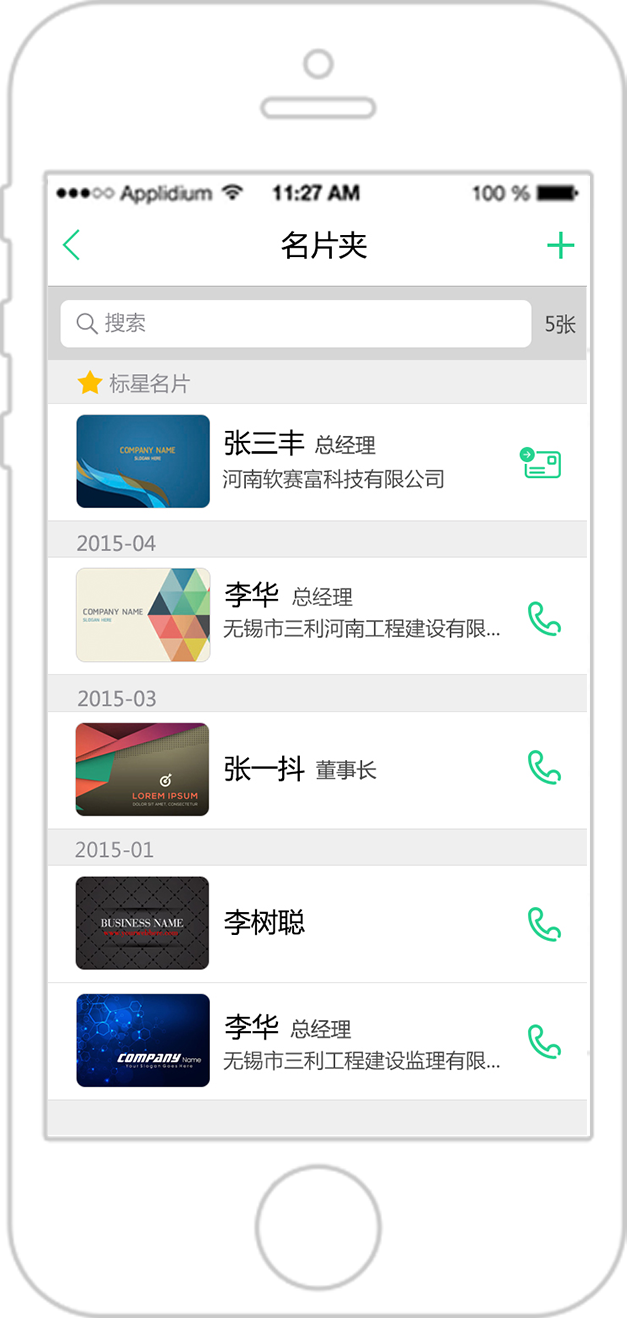 Applidium 11:27 AM 100 %
名片夹
搜索 5张
标星名片
COMPANY NAME
SLOGAN HERE
张三丰 总经理
河南软赛富科技有限公司
2015-04
COMPANY NAME
SLOGAN HERE
李华 总经理
无锡市三利河南工程建设有限...
2015-03
LOREM IPSUM
DOLOR SIT AMET, CONSECTETUR
张一抖 董事长
2015-01
BUSINESS NAME
李树聪
COMPANY Name
Your Slogan Goes Here
李华 总经理
无锡市三利工程建设监理有限...